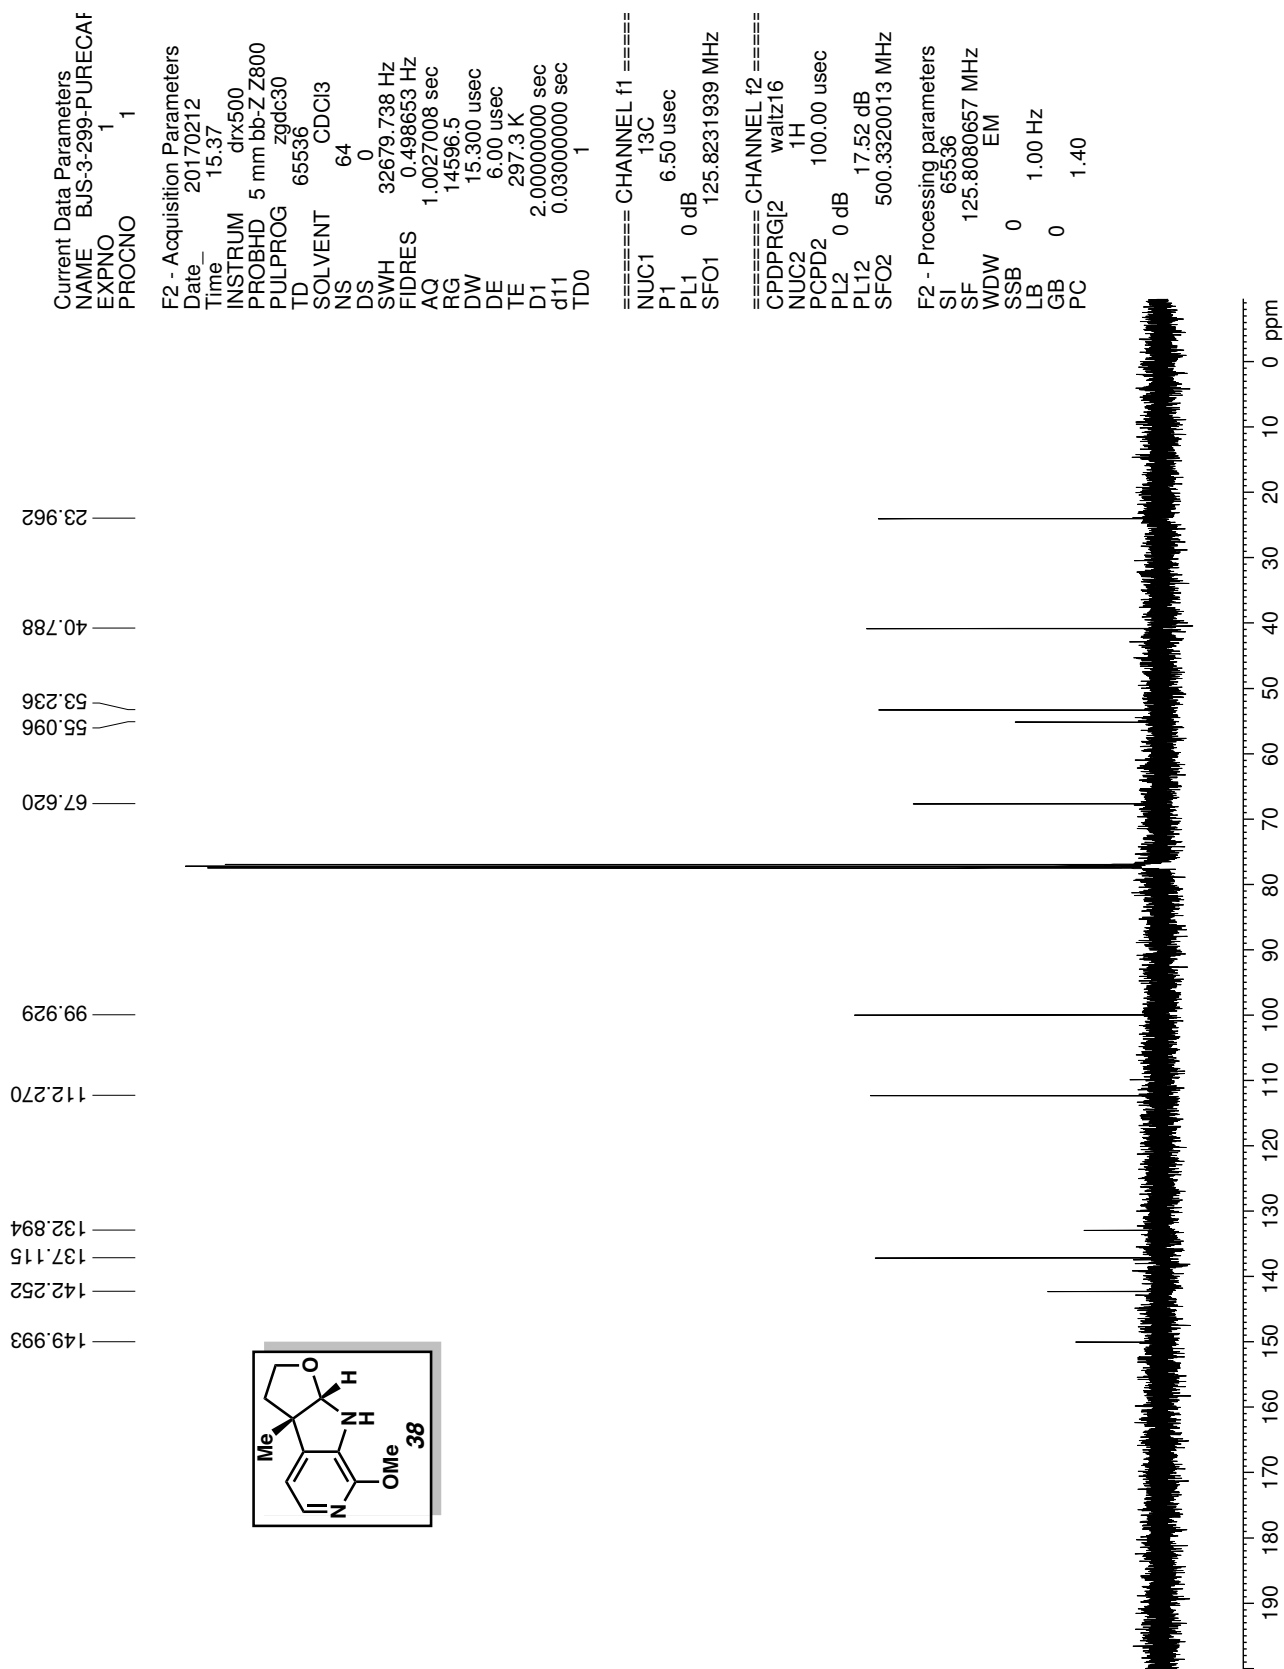 Current Data Parameters
NAME BJS-3-299-PURECAF
EXPNO 1
PROCNO 1
F2 - Acquisition Parameters
Date_ 20170212
Time 15.37
INSTRUM drx500
PROBHD 5 mm bb-Z Z800
PULPROG zgdc30
TD 65536
SOLVENT CDCl3
NS 64
DS 0
SWH 32679.738 Hz
FIDRES 0.498653 Hz
AQ 1.0027008 sec
RG 14596.5
DW 15.300 usec
DE 6.00 usec
TE 297.3 K
D1 2.00000000 sec
d11 0.03000000 sec
TD0 1
======== CHANNEL f1 =====
NUC1 13C
P1 6.50 usec
PL1 0 dB
SFO1 125.8231939 MHz
======== CHANNEL f2 =====
CPDPRG[2 waltz16
NUC2 1H
PCPD2 100.00 usec
PL2 0 dB
PL12 17.52 dB
SFO2 500.3320013 MHz
F2 - Processing parameters
SI 65536
SF 125.8080657 MHz
WDW EM
SSB 0
LB 1.00 Hz
GB 0
PC 1.40
149.993
142.252
137.115
132.894
112.270
99.929
67.620
55.096
53.236
40.788
23.962
Me
O
H
N
H
N
OMe
38
190 180 170 160 150 140 130 120 110 100 90 80 70 60 50 40 30 20 10 0 ppm